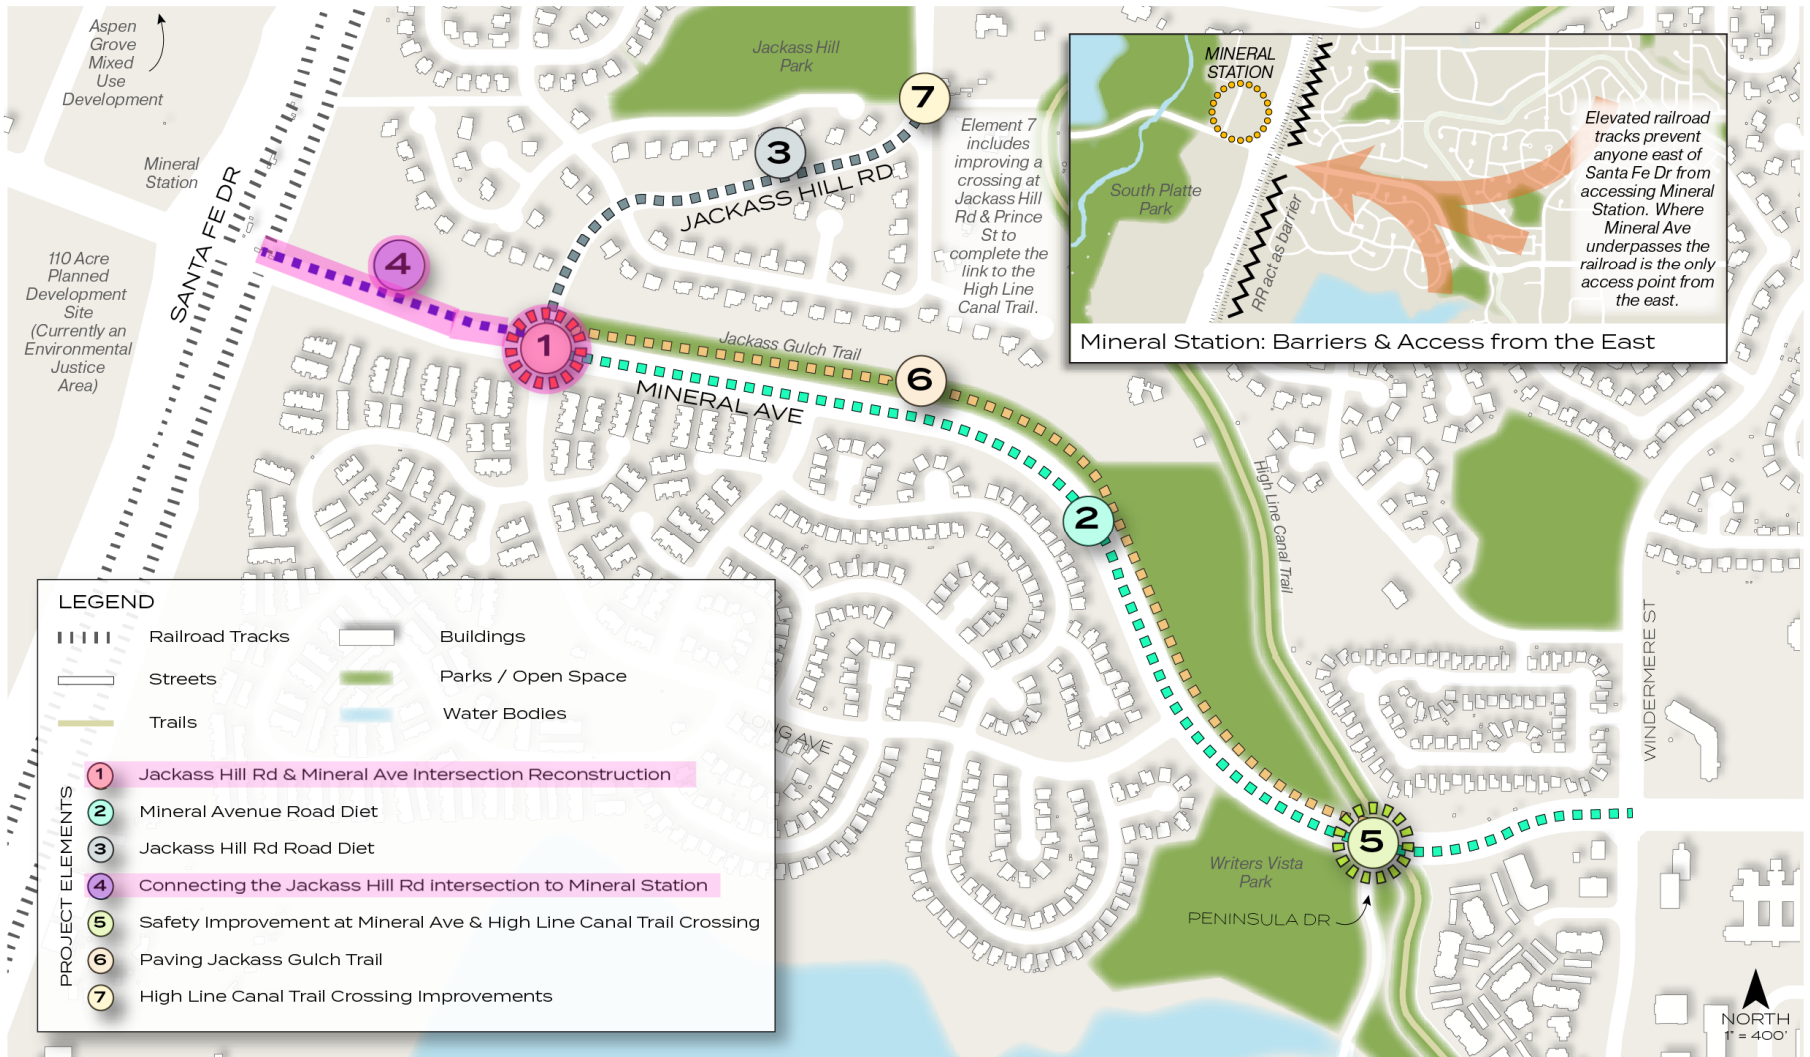 Aspen
Grove
Mixed
Use
Development
Jackass Hill
Park
7
3
Mineral
Station
SANTA FE DR
JACKASS HILL RD
Element 7
includes
improving a
crossing at
Jackass Hill
Rd & Prince
St to
complete the
link to the
High Line
Canal Trail.
MINERAL
STATION
South Platte
Park
RR act as barrier
Elevated railroad
tracks prevent
anyone east of
Santa Fe Dr from
accessing Mineral
Station. Where
Mineral Ave
underpasses the
railroad is the only
access point from
the east.
Mineral Station: Barriers & Access from the East
110 Acre
Planned
Development
Site
(Currently an
Environmental
Justice
Area)
4
1
Jackass Gulch Trail
6
MINERAL AVE
2
High Line Canal Trail
WINDERMERE ST
NG AVE
5
Writers Vista
Park
PENINSULA DR
NORTH
1" = 400'
LEGEND
Railroad Tracks
Streets
Trails
Buildings
Parks / Open Space
Water Bodies
PROJECT ELEMENTS
1 Jackass Hill Rd & Mineral Ave Intersection Reconstruction
2 Mineral Avenue Road Diet
3 Jackass Hill Rd Road Diet
4 Connecting the Jackass Hill Rd intersection to Mineral Station
5 Safety Improvement at Mineral Ave & High Line Canal Trail Crossing
6 Paving Jackass Gulch Trail
7 High Line Canal Trail Crossing Improvements